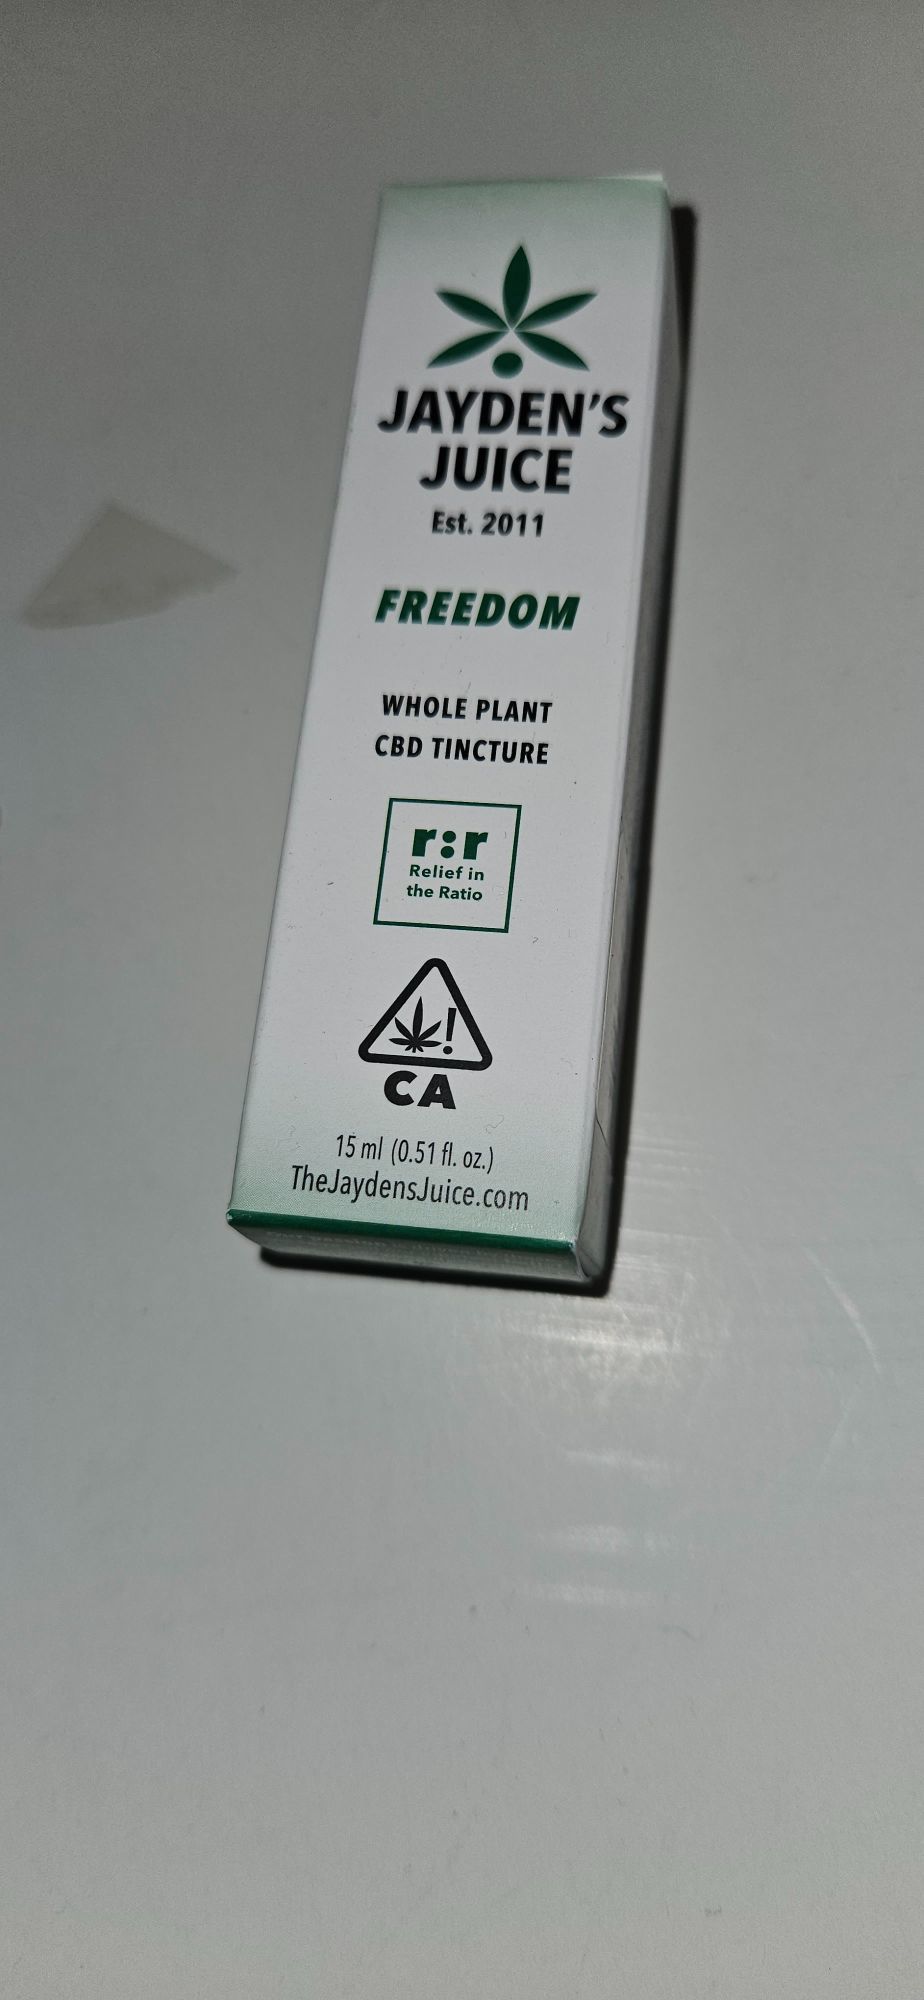 JAYDEN'S
JUICE
Est. 2011
FREEDOM
WHOLE PLANT
CBD TINCTURE
r:r
Relief in
the Ratio
!
CA
15 ml (0.51 fl. oz.)
TheJaydensJuice.com